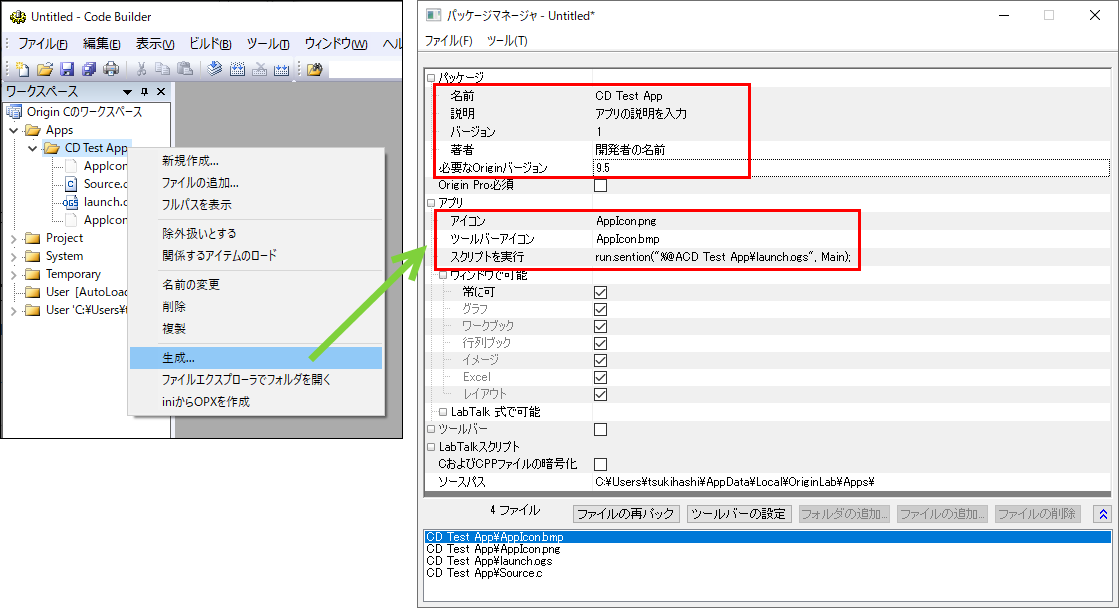 Untitled - Code Builder
ファイル(F) 編集(E) 表示(V) ビルド(B) ツール(T) ウィンドウ(W) ヘル
ワークスペース
Origin Cのワークスペース
Apps
CD Test App
AppIcon
Source.c
launch.o
AppIcon
Project
System
Temporary
User [AutoLoad
User 'C:¥Users¥t
新規作成...
ファイルの追加...
フルパスを表示
除外扱いとする
関係するアイテムのロード
名前の変更
削除
複製
生成...
ファイルエクスプローラでフォルダを開く
iniからOPXを作成
パッケージマネージャ - Untitled*
ファイル(F) ツール(T)
パッケージ
名前 CD Test App
説明 アプリの説明を入力
バージョン 1
著者 開発者の名前
必要なOriginバージョン 9.5
Origin Pro必須
アプリ
アイコン AppIcon.png
ツールバーアイコン AppIcon.bmp
スクリプトを実行 run.sention("%@ACD Test App¥launch.ogs", Main);
ウィンドウで可能
常に可
グラフ
ワークブック
行列ブック
イメージ
Excel
レイアウト
LabTalk 式で可能
ツールバー
LabTalkスクリプト
CおよびCPPファイルの暗号化
ソースパス C:¥Users¥tsukihashi¥AppData¥Local¥OriginLab¥Apps¥
4 ファイル ファイルの再パック ツールバーの設定 フォルダの追加... ファイルの追加... ファイルの削除
CD Test App¥AppIcon.bmp
CD Test App¥AppIcon.png
CD Test App¥launch.ogs
CD Test App¥Source.c